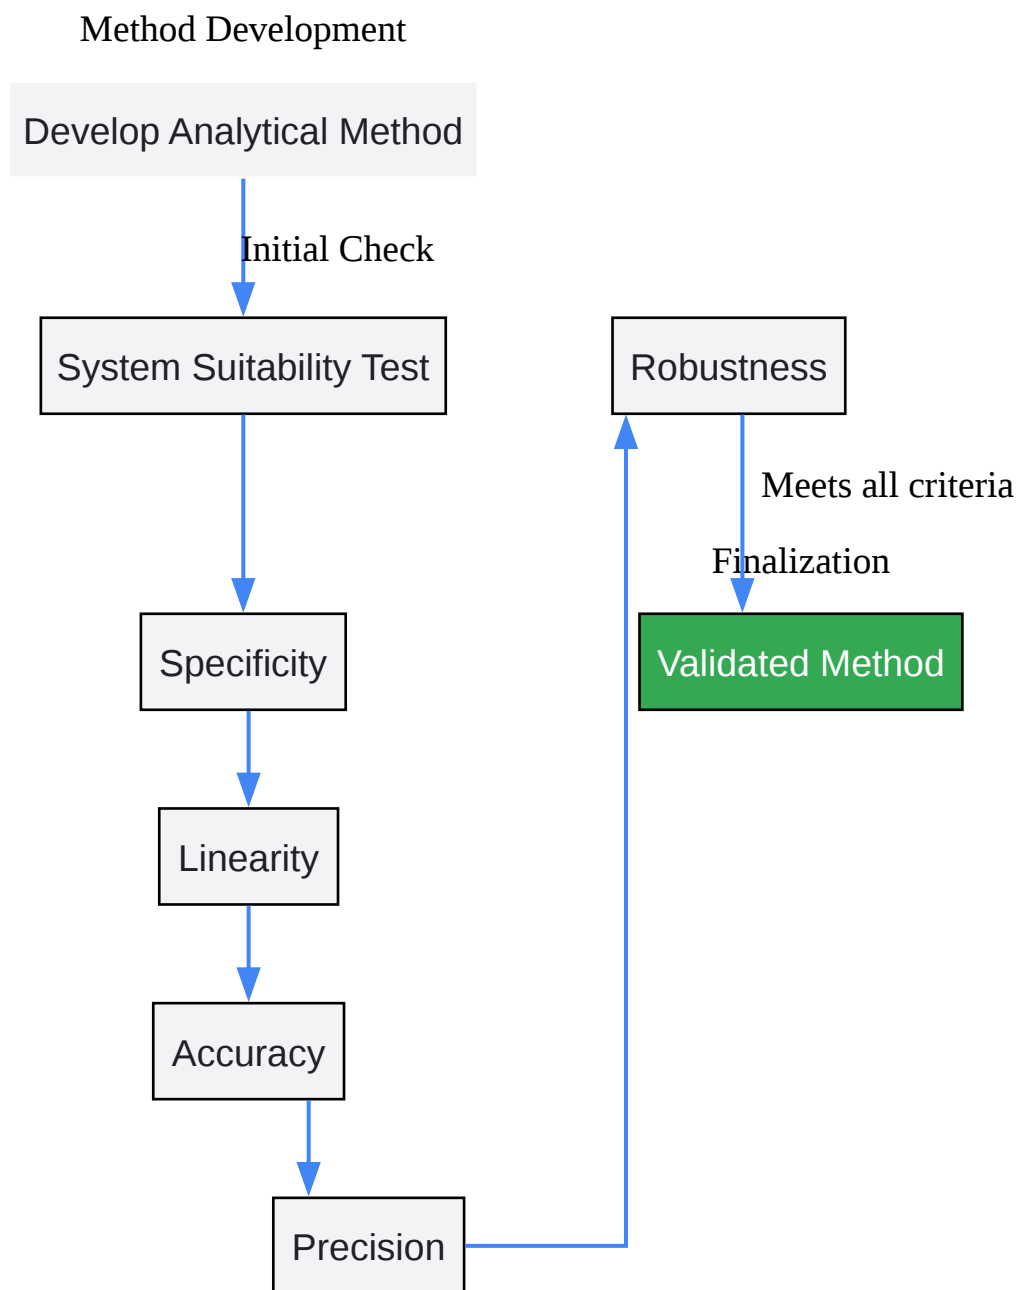 Method Development
Develop Analytical Method
Initial Check
System Suitability Test
Specificity
Linearity
Accuracy
Precision
Robustness
Meets all criteria
Finalization
Validated Method